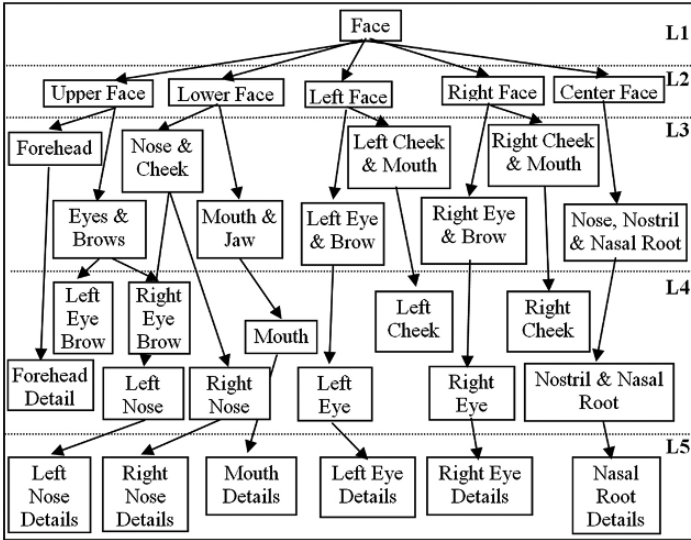 Face
L1
L2
Upper Face
Lower Face
Left Face
Right Face
Center Face
L3
Forehead
Nose &
Cheek
Left Cheek
& Mouth
Right Cheek
& Mouth
Eyes &
Brows
Mouth &
Jaw
Left Eye
& Brow
Right Eye
& Brow
Nose, Nostril
& Nasal Root
L4
Left
Eye
Brow
Right
Eye
Brow
Mouth
Left
Cheek
Right
Cheek
Forehead
Detail
Left
Nose
Right
Nose
Left
Eye
Right
Eye
Nostril & Nasal
Root
L5
Left
Nose
Details
Right
Nose
Details
Mouth
Details
Left Eye
Details
Right Eye
Details
Nasal
Root
Details